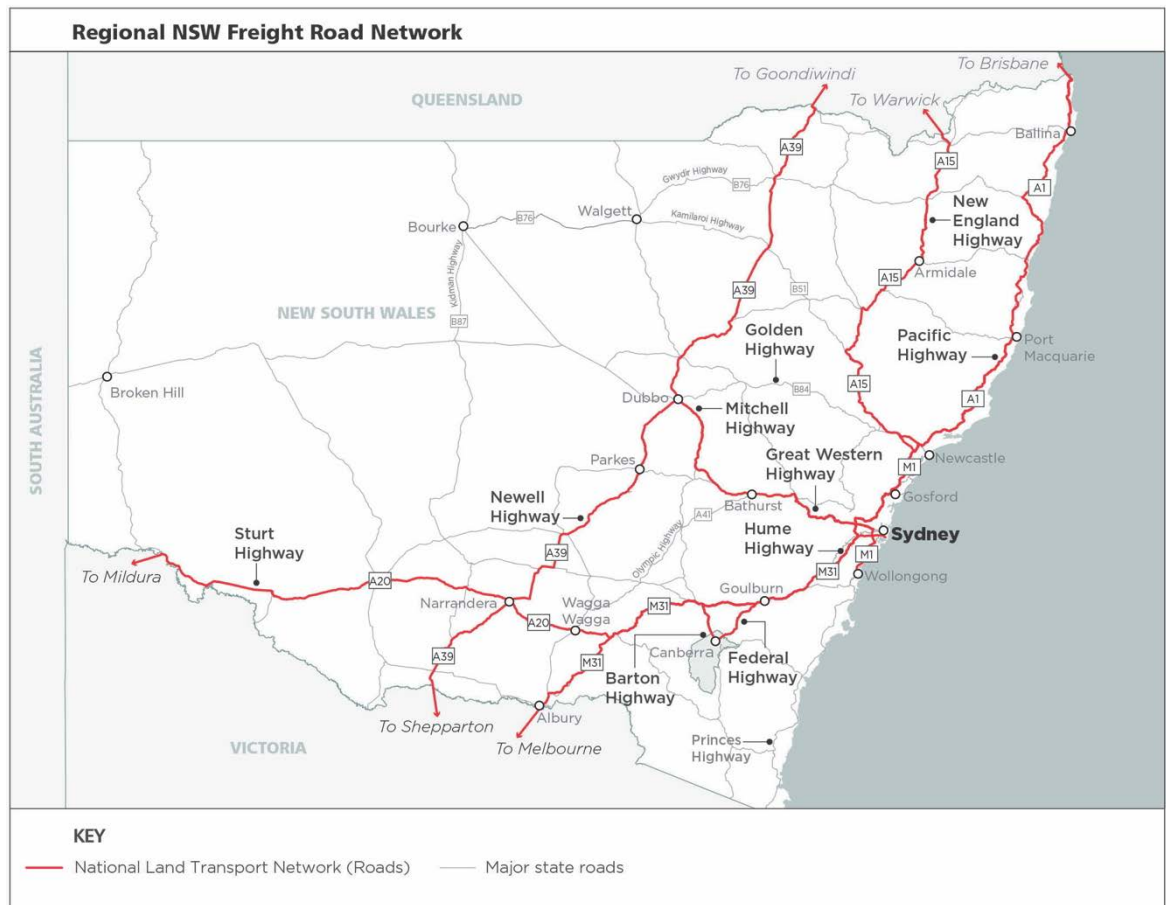 Regional NSW Freight Road Network
To Brisbane
To Goondiwindi
QUEENSLAND
To Warwick
Ballina
A39
A15
Gwydir Highway
B76
A1
New
England
Highway
Walgett
Kamilaroi Highway
B76
Bourke
Kidman Highway
Armidale
A15
A39
B51
NEW SOUTH WALES
B87
Golden
Highway
Pacific
Highway
Port
Macquarie
SOUTH AUSTRALIA
Broken Hill
A15
B84
A1
Dubbo
Mitchell
Highway
Great Western
Highway
Newcastle
M1
Parkes
Gosford
Newell
Highway
Bathurst
A41
Olympic Highway
Hume
Highway
Sydney
Sturt
Highway
A39
M1
M31
Wollongong
To Mildura
A20
Goulburn
Narrandera
Wagga
Wagga
M31
A20
Canberra
A39
M31
Barton
Highway
Federal
Highway
Albury
To Shepparton
To Melbourne
VICTORIA
Princes
Highway
KEY
National Land Transport Network (Roads)
Major state roads